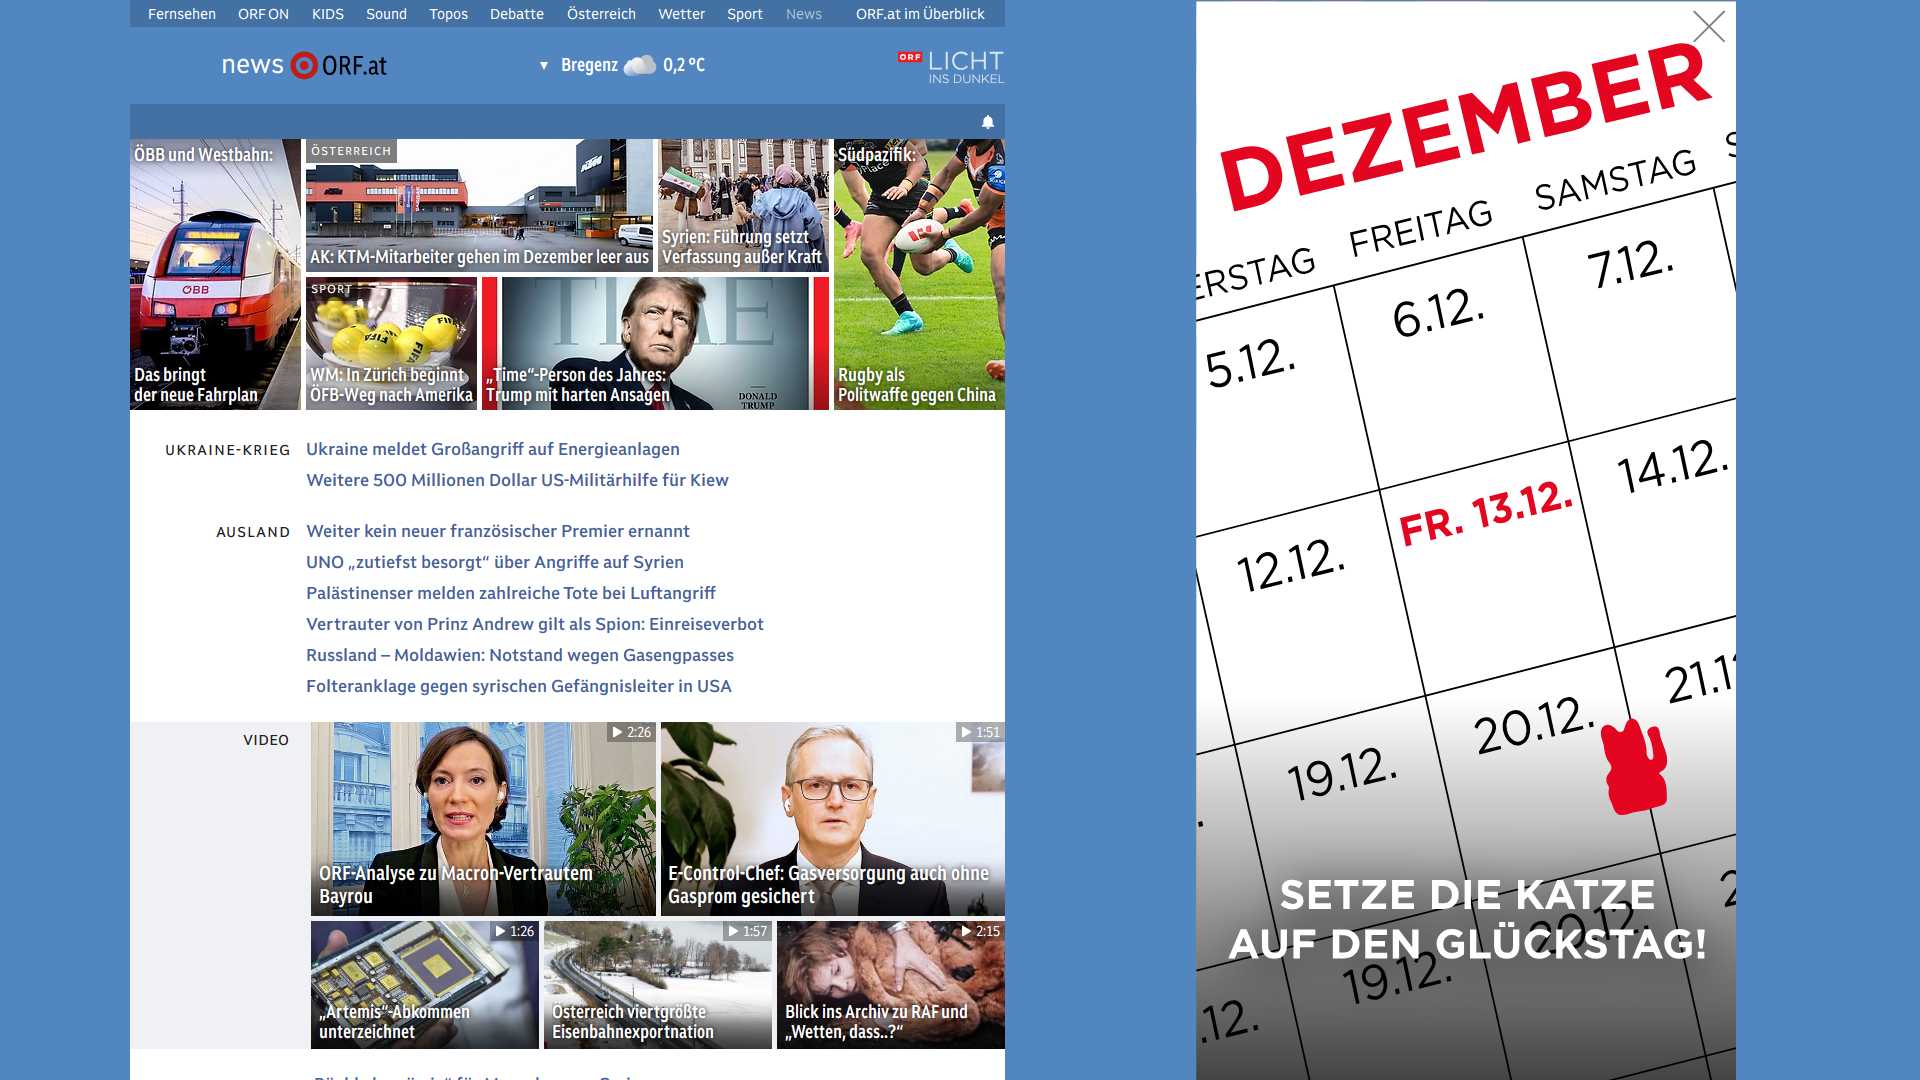 Fernsehen ORF ON KIDS Sound Topos Debatte Österreich Wetter Sport News ORF.at im Überblick
news ORF.at
Bregenz 0,2 °C
ORF LICHT
INS DUNKEL
ÖBB und Westbahn:
ÖBB
Das bringt
der neue Fahrplan
ÖSTERREICH
KTM
AK: KTM-Mitarbeiter gehen im Dezember leer aus
Syrien: Führung setzt
Verfassung außer Kraft
SPORT
FIFA
FIFA
FIFA
WM: In Zürich beginnt
ÖFB-Weg nach Amerika
TIME
„Time“-Person des Jahres:
Trump mit harten Ansagen
DONALD
TRUMP
Südpazifik:
Rugby als
Politwaffe gegen China
UKRAINE-KRIEG
Ukraine meldet Großangriff auf Energieanlagen
Weitere 500 Millionen Dollar US-Militärhilfe für Kiew
AUSLAND
Weiter kein neuer französischer Premier ernannt
UNO „zutiefst besorgt“ über Angriffe auf Syrien
Palästinenser melden zahlreiche Tote bei Luftangriff
Vertrauter von Prinz Andrew gilt als Spion: Einreiseverbot
Russland – Moldawien: Notstand wegen Gasengpasses
Folteranklage gegen syrischen Gefängnisleiter in USA
VIDEO
2:26
ORF-Analyse zu Macron-Vertrautem
Bayrou
1:51
E-Control-Chef: Gasversorgung auch ohne
Gasprom gesichert
1:26
„Artemis“-Abkommen
unterzeichnet
1:57
Österreich viertgrößte
Eisenbahnexportnation
2:15
Blick ins Archiv zu RAF und
„Wetten, dass..?“
DEZEMBER
ERSTAG FREITAG SAMSTAG S
5.12. 6.12. 7.12.
12.12. FR. 13.12. 14.12.
19.12. 20.12. 21.1
SETZE DIE KATZE
AUF DEN GLÜCKSTAG!
.12. 19.12. 20.12. 2